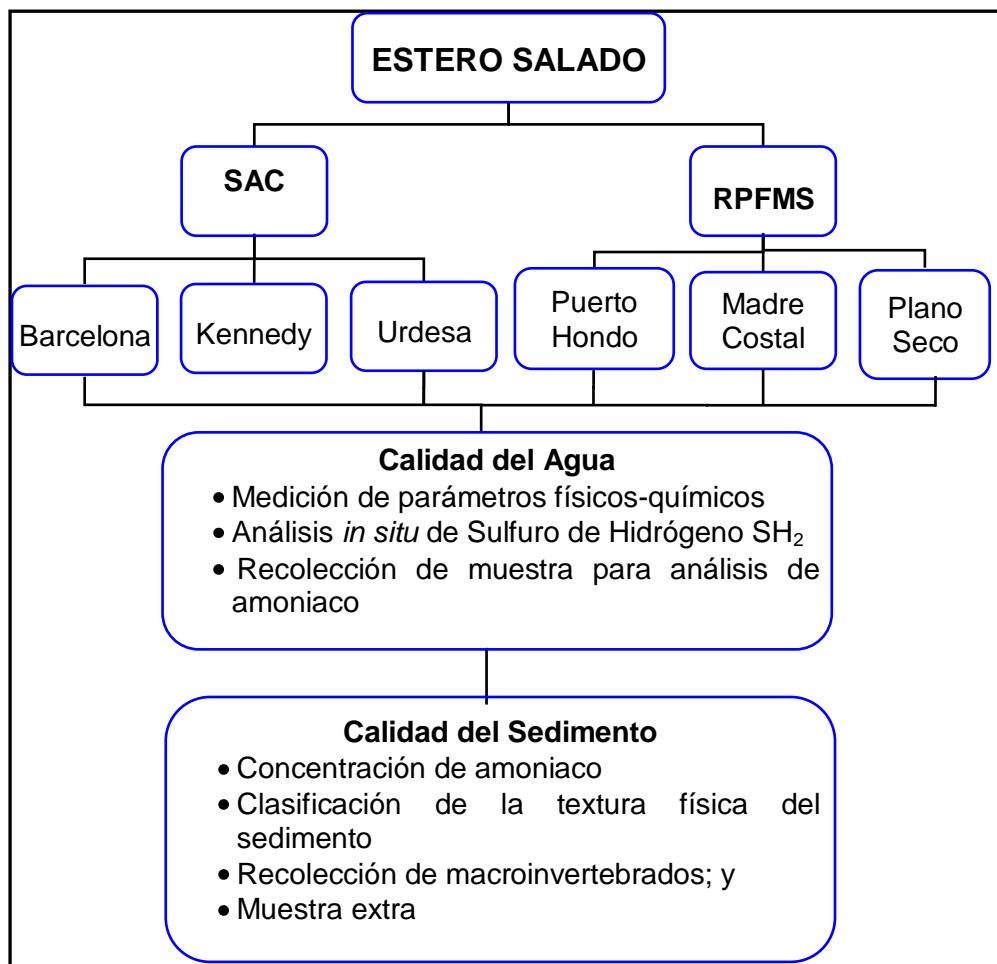 ESTERO SALADO
SAC
RPFMS
Barcelona
Kennedy
Urdesa
Puerto
Hondo
Madre
Costal
Plano
Seco
Calidad del Agua
• Medición de parámetros físicos-químicos
• Análisis in situ de Sulfuro de Hidrógeno SH₂
• Recolección de muestra para análisis de
amoniaco
Calidad del Sedimento
• Concentración de amoniaco
• Clasificación de la textura física del
sedimento
• Recolección de macroinvertebrados; y
• Muestra extra